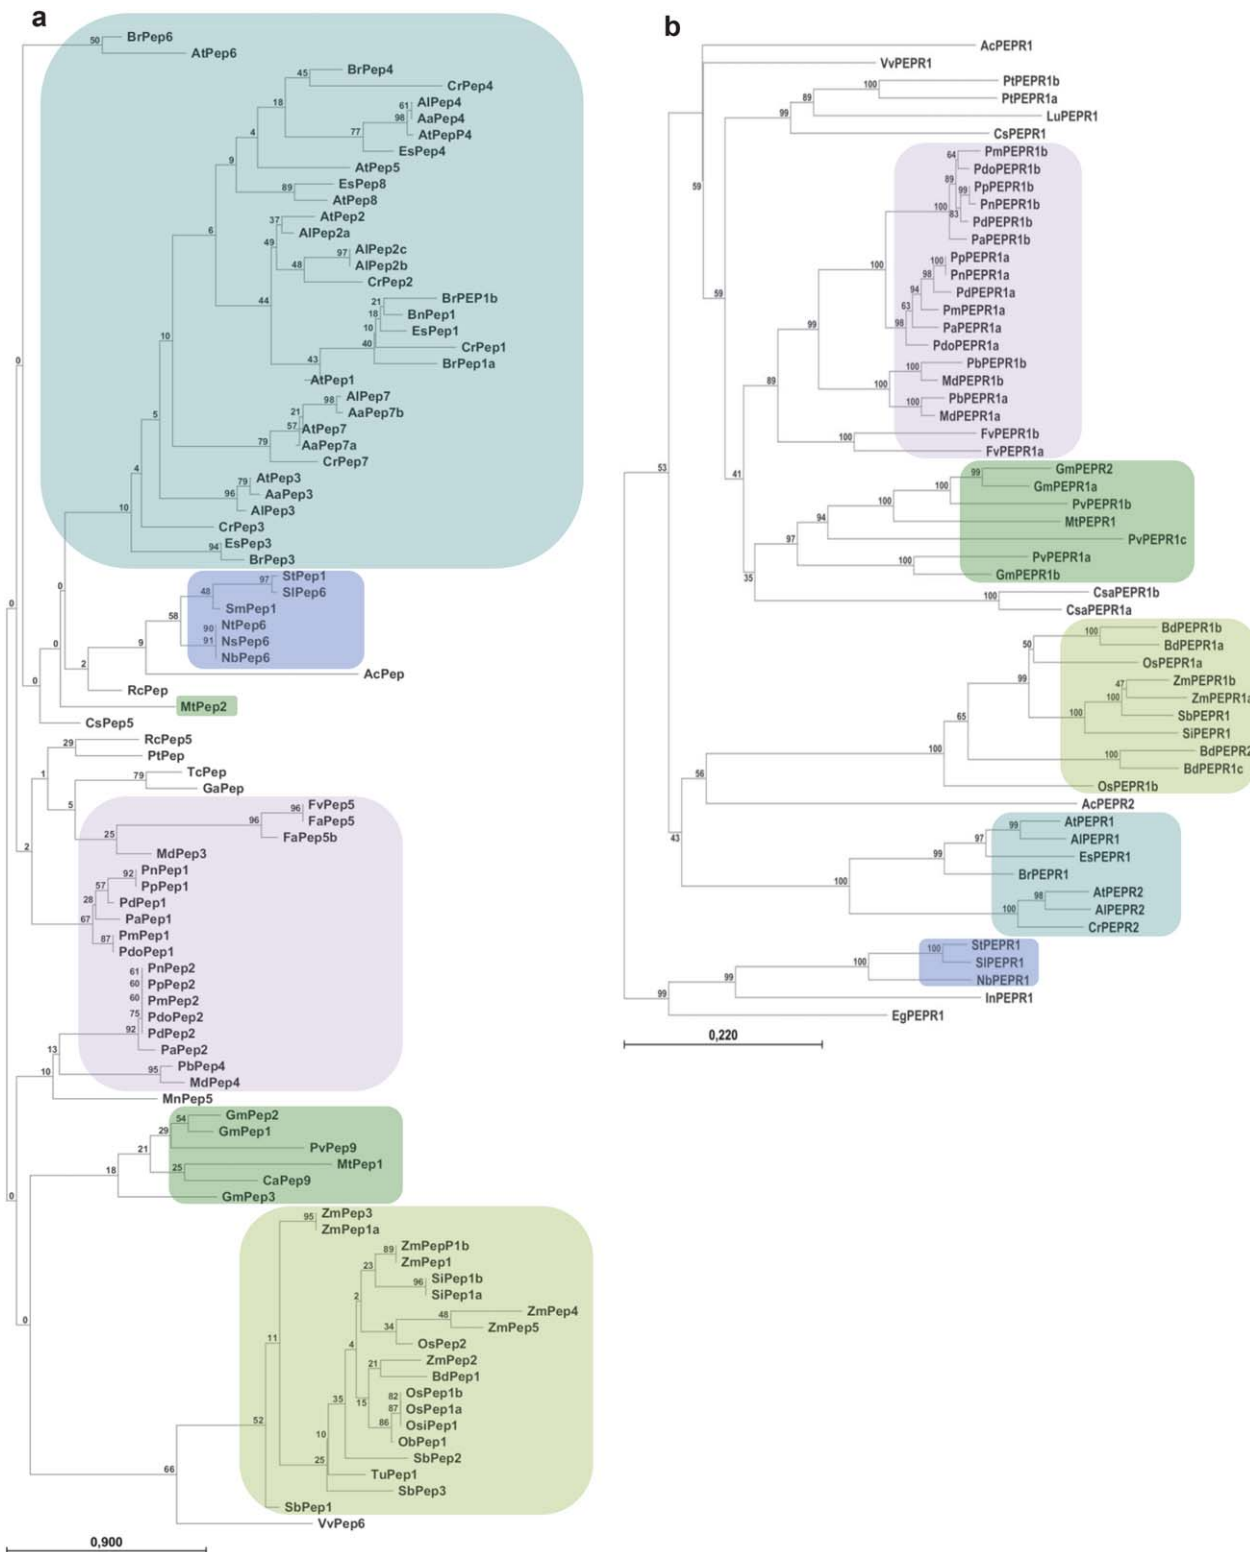 a
50
BrPep6
AtPep6
BrPep4
45
CrPep4
18
AlPep4
61
AaPep4
98
AtPepP4
4
77
EsPep4
9
AtPep5
EsPep8
89
AtPep8
AtPep2
37
AlPep2a
6
49
AlPep2c
97
AlPep2b
48
CrPep2
BrPEP1b
44
21
BnPep1
18
EsPep1
10
10
CrPep1
40
BrPep1a
43
AtPep1
AlPep7
98
AaPep7b
21
5
AtPep7
57
AaPep7a
79
CrPep7
4
AtPep3
79
AaPep3
96
AlPep3
10
CrPep3
EsPep3
94
BrPep3
0
StPep1
97
SlPep6
0
48
SmPep1
0
58
NtPep6
90
NsPep6
0
9
91
NbPep6
2
AcPep
0
RcPep
MtPep2
CsPep5
RcPep5
29
PtPep
1
TcPep
79
GaPep
5
FvPep5
96
FaPep5
96
FaPep5b
25
MdPep3
2
PnPep1
92
PpPep1
57
PdPep1
28
PaPep1
67
PmPep1
87
PdoPep1
PnPep2
61
PpPep2
60
PmPep2
60
PdoPep2
75
PdPep2
92
PaPep2
13
PbPep4
95
MdPep4
10
MnPep5
GmPep2
54
GmPep1
29
PvPep9
21
MtPep1
25
18
CaPep9
GmPep3
0
ZmPep3
95
ZmPep1a
ZmPepP1b
89
ZmPep1
23
SiPep1b
96
SiPep1a
2
ZmPep4
48
ZmPep5
0
34
OsPep2
11
4
ZmPep2
21
BdPep1
OsPep1b
82
35
15
OsPep1a
87
OsiPep1
86
52
ObPep1
10
SbPep2
25
TuPep1
66
SbPep3
SbPep1
VvPep6
0,900
b
AcPEPR1
VvPEPR1
PtPEPR1b
100
PtPEPR1a
89
LuPEPR1
99
CsPEPR1
PmPEPR1b
64
PdoPEPR1b
89
PpPEPR1b
99
59
PnPEPR1b
100
83
PdPEPR1b
PaPEPR1b
100
PpPEPR1a
100
PnPEPR1a
98
PdPEPR1a
59
94
PmPEPR1a
63
PaPEPR1a
99
98
PdoPEPR1a
PbPEPR1b
100
MdPEPR1b
89
100
PbPEPR1a
100
MdPEPR1a
FvPEPR1b
100
FvPEPR1a
53
GmPEPR2
41
99
GmPEPR1a
100
PvPEPR1b
100
MtPEPR1
94
PvPEPR1c
97
PvPEPR1a
35
100
GmPEPR1b
CsaPEPR1b
100
CsaPEPR1a
BdPEPR1b
100
BdPEPR1a
50
OsPEPR1a
99
ZmPEPR1b
47
ZmPEPR1a
100
SbPEPR1
65
100
SiPEPR1
100
BdPEPR2
100
BdPEPR1c
56
OsPEPR1b
AcPEPR2
AtPEPR1
43
99
AlPEPR1
97
EsPEPR1
99
BrPEPR1
100
AtPEPR2
98
AlPEPR2
100
CrPEPR2
StPEPR1
100
SlPEPR1
100
NbPEPR1
99
InPEPR1
99
EgPEPR1
0,220